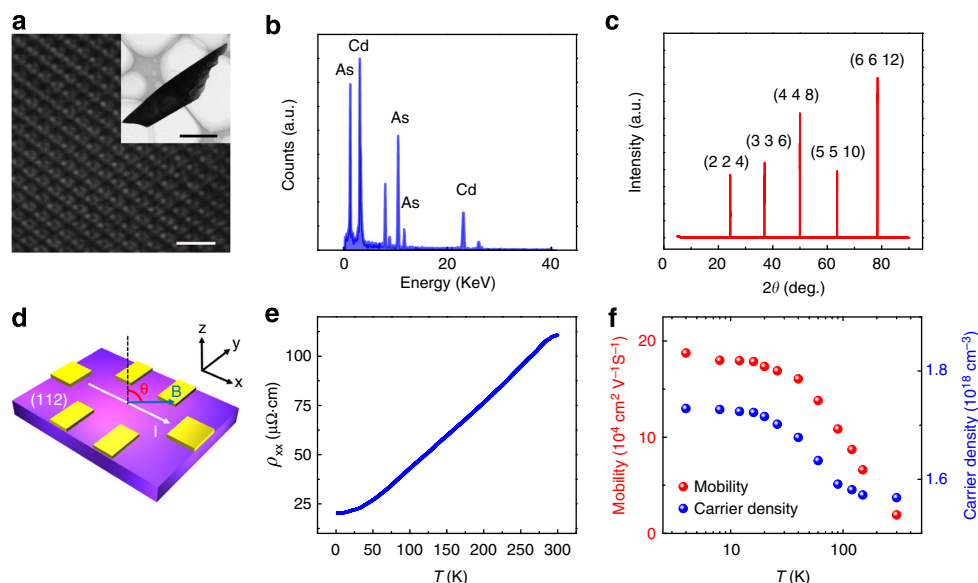 a
b
As
Cd
As
As
Cd
Counts (a.u.)
0
10
20
40
Energy (KeV)
c
(2 2 4)
(3 3 6)
(4 4 8)
(5 5 10)
(6 6 12)
Intensity (a.u.)
0
20
40
60
80
2θ (deg.)
d
z
y
x
θ
B
(112)
I
e
100
75
50
25
ρxx (μΩ·cm)
0
50
100
150
200
250
300
T (K)
f
20
10
0
Mobility (10⁴ cm² V⁻¹S⁻¹)
1.8
1.6
Carrier density (10¹⁸ cm⁻³)
Mobility
Carrier density
10
100
T (K)